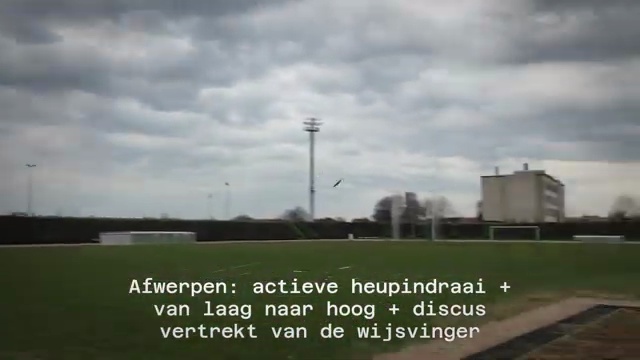 Afwerpen: actieve heupindraai +
van laag naar hoog + discus
vertrekt van de wijsvinger